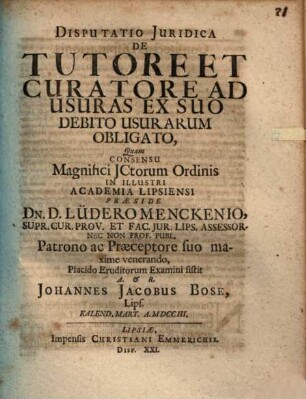 DISPUTATIO JURIDICA
DE
TUTORE ET
CURATORE AD
USURAS EX SUO
DEBITO USURARUM
OBLIGATO,
Quam
CONSENSU
Magnifici JCtorum Ordinis
IN ILLUSTRI
ACADEMIA LIPSIENSI
PRÆSIDE
DN. D. LÜDERO MENCKENIO,
SUPR. CUR. PROV. ET FAC. JUR. LIPS. ASSESSOR-
NEC NON PROF. PUBL.
Patrono ac Præceptore suo ma-
xime venerando,
Placido Eruditorum Examini sistit
A. & R.
JOHANNES JACOBUS BOSE,
Lips.
KALEND. MART. A. MDCCIII.
LIPSIÆ,
Impensis CHRISTIANI EMMERICHII.
DISP. XXI.